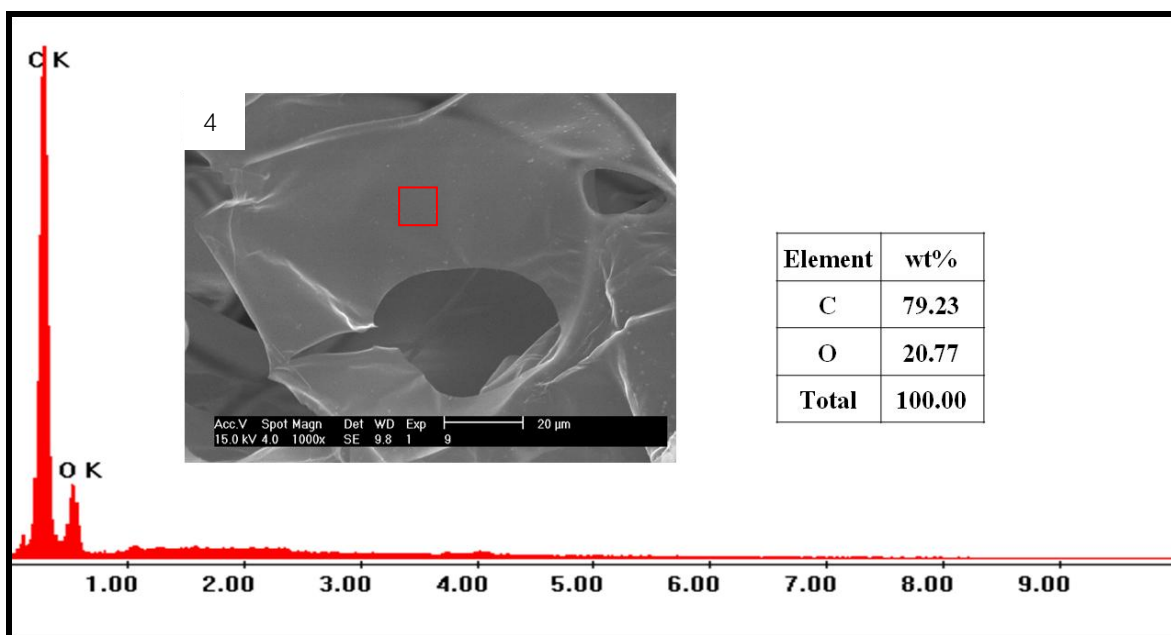 C K
4
Element wt%
C 79.23
O 20.77
Total 100.00
Acc.V Spot Magn Det WD Exp 20 µm
15.0 kV 4.0 1000x SE 9.8 1 9
O K
1.00 2.00 3.00 4.00 5.00 6.00 7.00 8.00 9.00